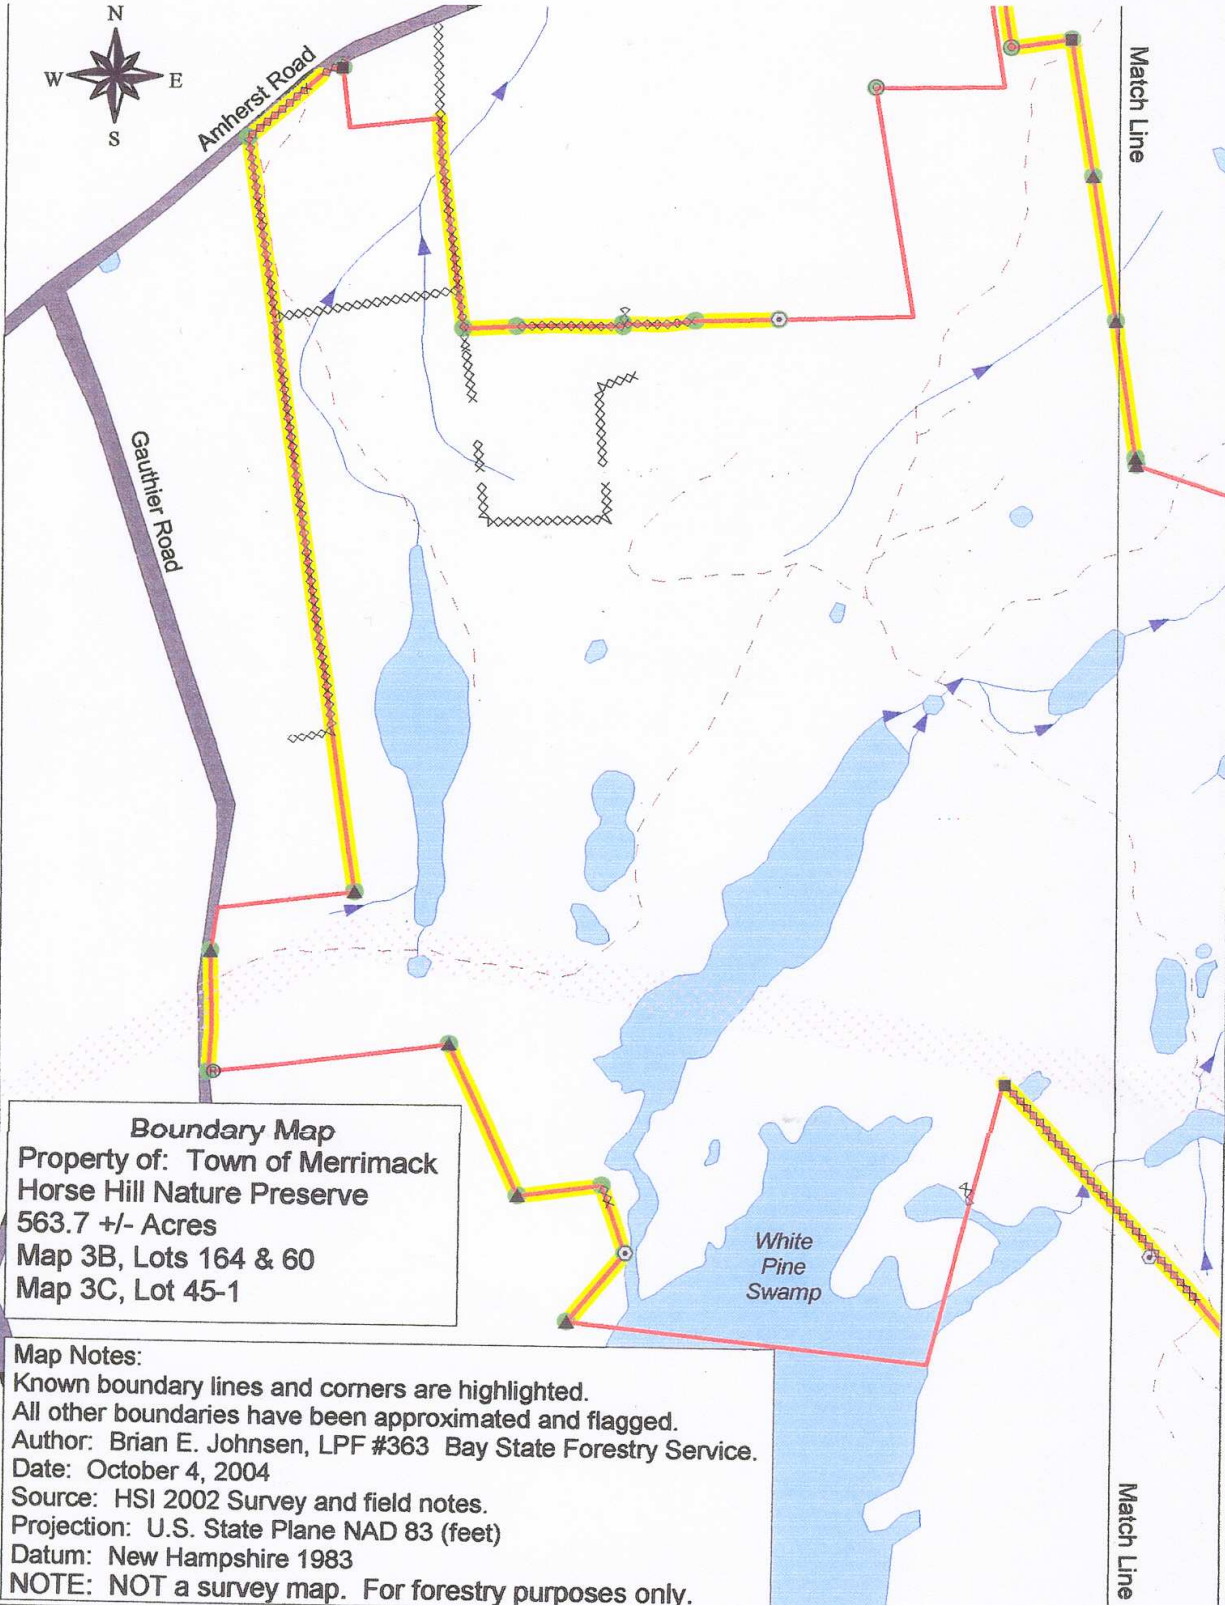 N
W E
S
Amherst Road
Match Line
Gauthier Road
Boundary Map
Property of: Town of Merrimack
Horse Hill Nature Preserve
563.7 +/- Acres
Map 3B, Lots 164 & 60
Map 3C, Lot 45-1
White
Pine
Swamp
Map Notes:
Known boundary lines and corners are highlighted.
All other boundaries have been approximated and flagged.
Author: Brian E. Johnsen, LPF #363 Bay State Forestry Service.
Date: October 4, 2004
Source: HSI 2002 Survey and field notes.
Projection: U.S. State Plane NAD 83 (feet)
Datum: New Hampshire 1983
NOTE: NOT a survey map. For forestry purposes only.
Match Line